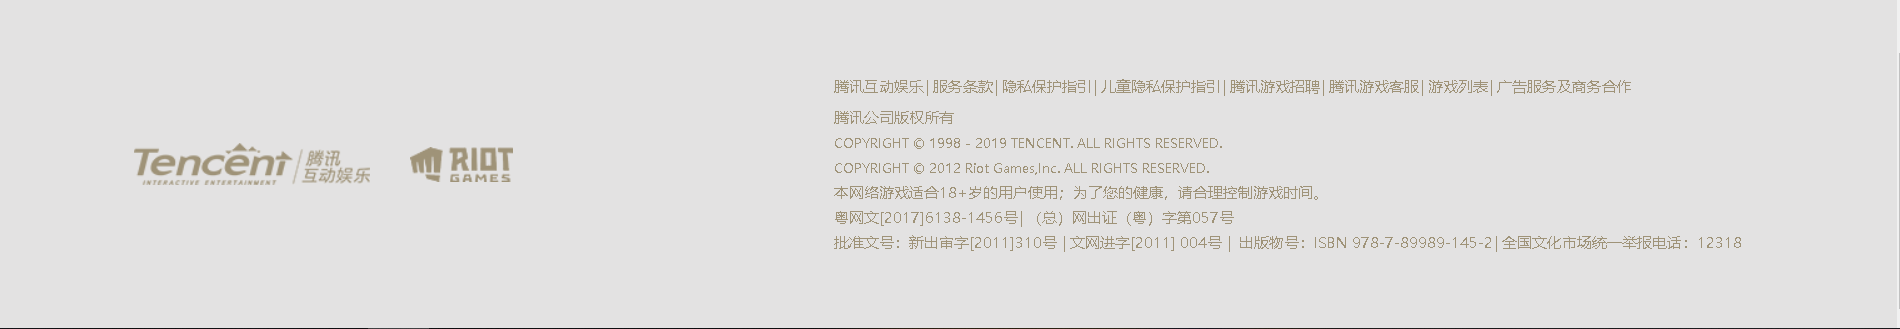 Tencent 腾讯
INTERACTIVE ENTERTAINMENT 互动娱乐
RIOT
GAMES
腾讯互动娱乐|服务条款|隐私保护指引|儿童隐私保护指引|腾讯游戏招聘|腾讯游戏客服|游戏列表|广告服务及商务合作
腾讯公司版权所有
COPYRIGHT © 1998 - 2019 TENCENT. ALL RIGHTS RESERVED.
COPYRIGHT © 2012 Riot Games,Inc. ALL RIGHTS RESERVED.
本网络游戏适合18+岁的用户使用；为了您的健康，请合理控制游戏时间。
粤网文[2017]6138-1456号|（总）网出证（粤）字第057号
批准文号：新出审字[2011]310号 | 文网进字[2011] 004号 | 出版物号：ISBN 978-7-89989-145-2| 全国文化市场统一举报电话：12318